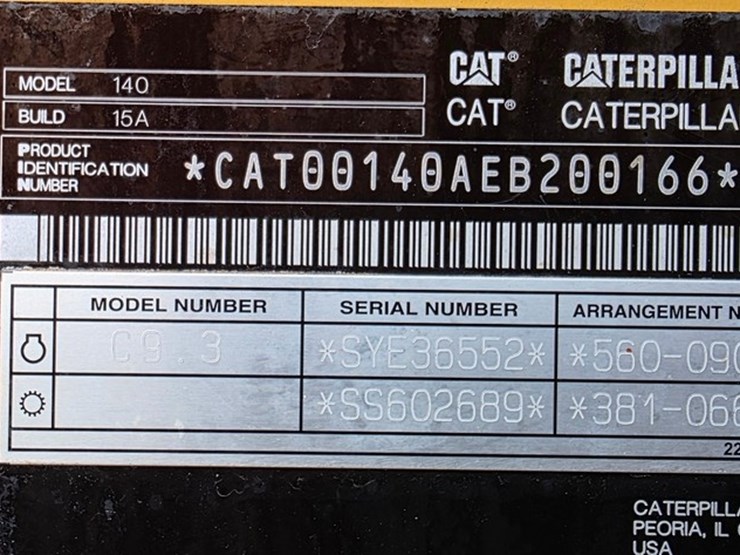 MODEL 140
BUILD 15A
CAT® CATERPILLA
CAT® CATERPILLA
PRODUCT
IDENTIFICATION
NUMBER
*CAT00140AEB200166*
MODEL NUMBER SERIAL NUMBER ARRANGEMENT N
C9.3 *SYE36552* *560-090
*SS602689* *381-066
22
CATERPILLA
PEORIA, IL
USA